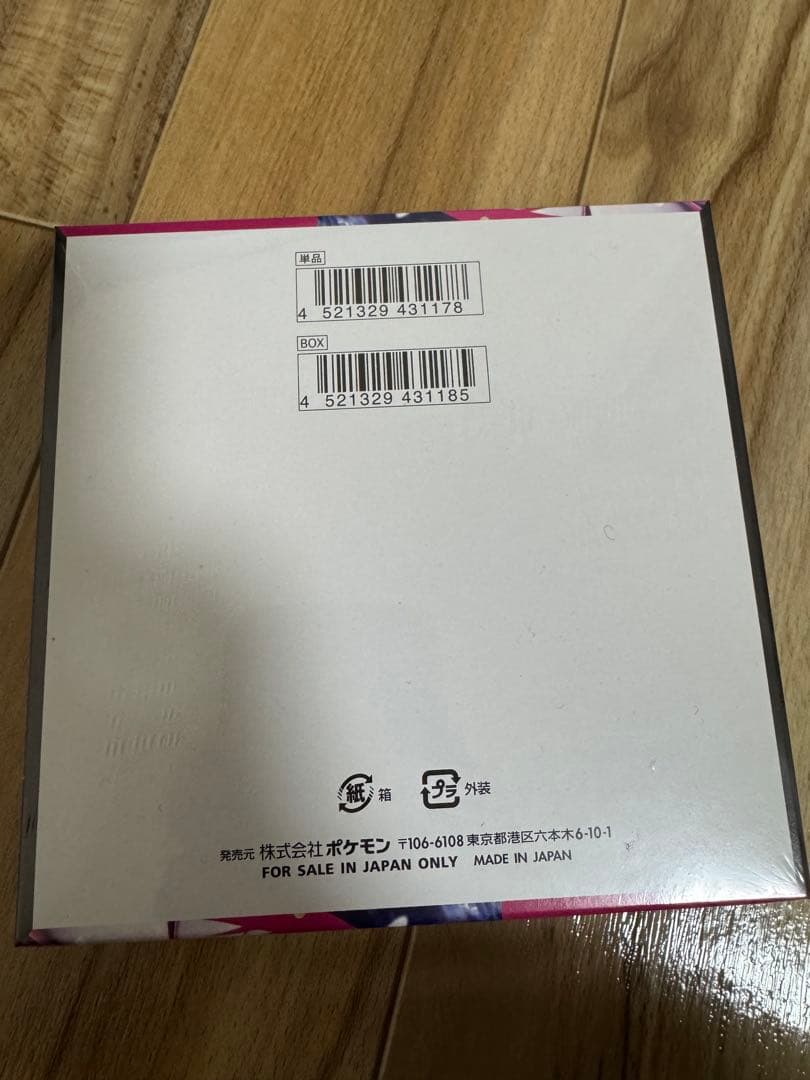 単品
4 521329 431178
BOX
4 521329 431185
紙 箱 プラ 外装
発売元 株式会社 ポケモン 〒106-6108 東京都港区六本木6-10-1
FOR SALE IN JAPAN ONLY MADE IN JAPAN